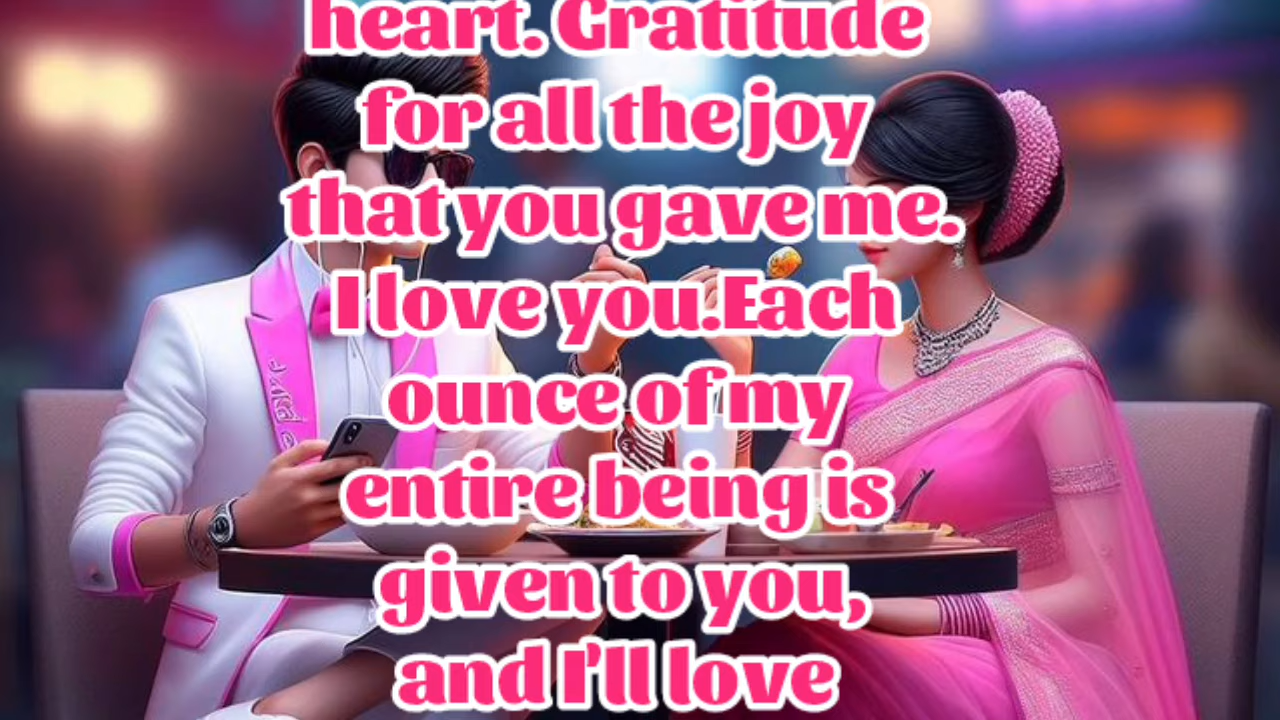 heart. Gratitude
for all the joy
that you gave me.
I love you.Each
ounce of my
entire being is
given to you,
and I'll love